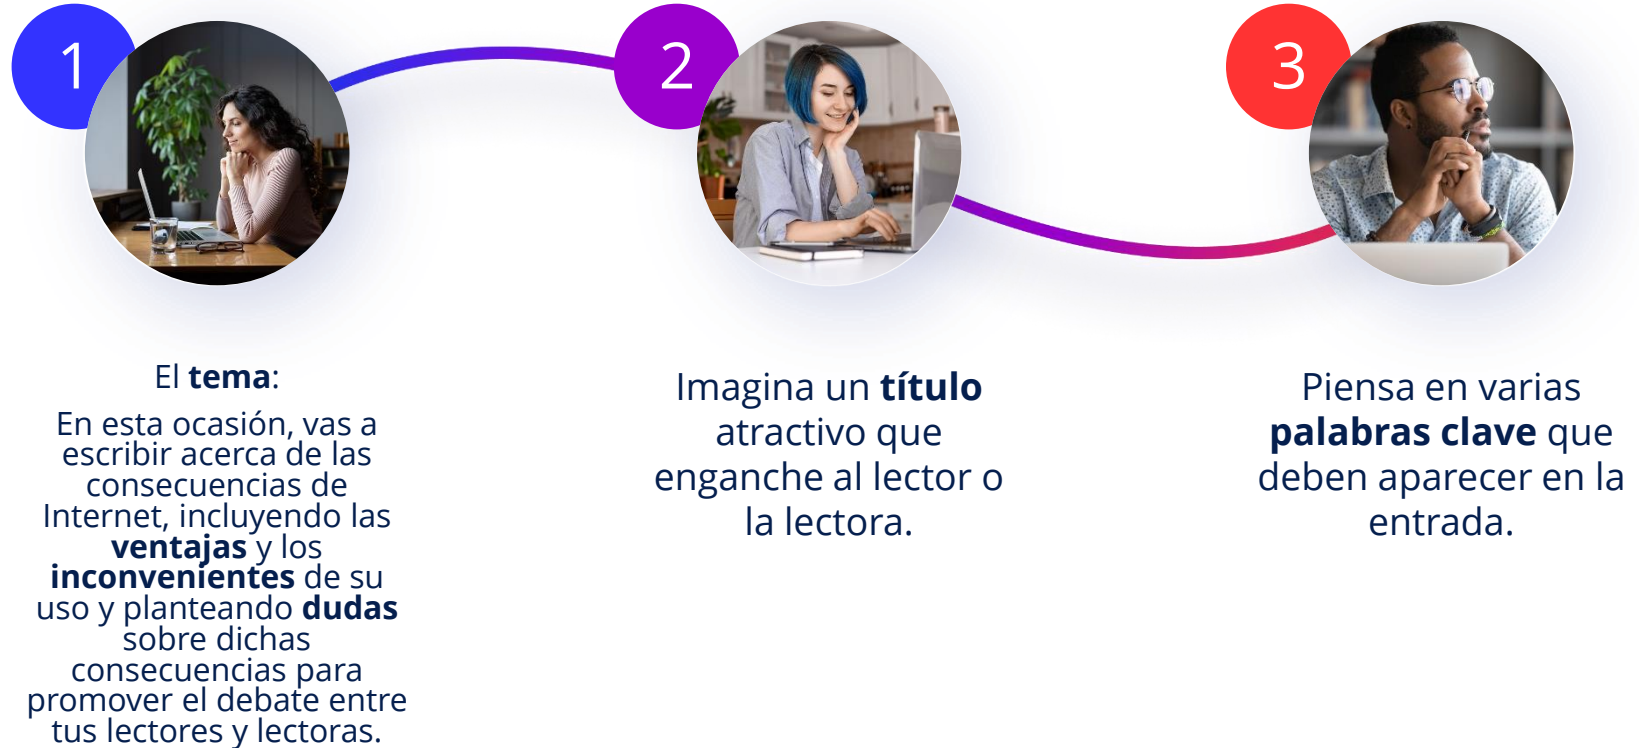 1
2
3
El tema:
En esta ocasión, vas a
escribir acerca de las
consecuencias de
Internet, incluyendo las
ventajas y los
inconvenientes de su
uso y planteando dudas
sobre dichas
consecuencias para
promover el debate entre
tus lectores y lectoras.
Imagina un título
atractivo que
enganche al lector o
la lectora.
Piensa en varias
palabras clave que
deben aparecer en la
entrada.